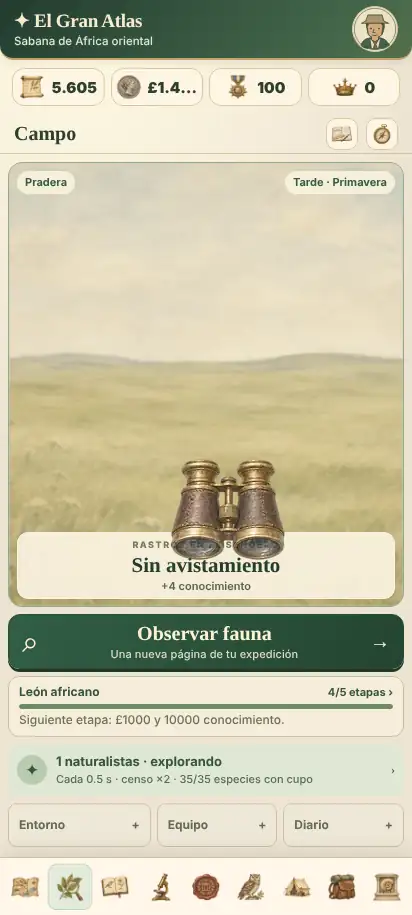 ✦ El Gran Atlas
Sabana de África oriental
5.605
£1.4...
100
0
Campo
Pradera
Tarde · Primavera
Sin avistamiento
+4 conocimiento
Observar fauna
Una nueva página de tu expedición
→
León africano
4/5 etapas ›
Siguiente etapa: £1000 y 10000 conocimiento.
✦
1 naturalistas · explorando
Cada 0.5 s · censo ×2 · 35/35 especies con cupo
›
Entorno +
Equipo +
Diario +